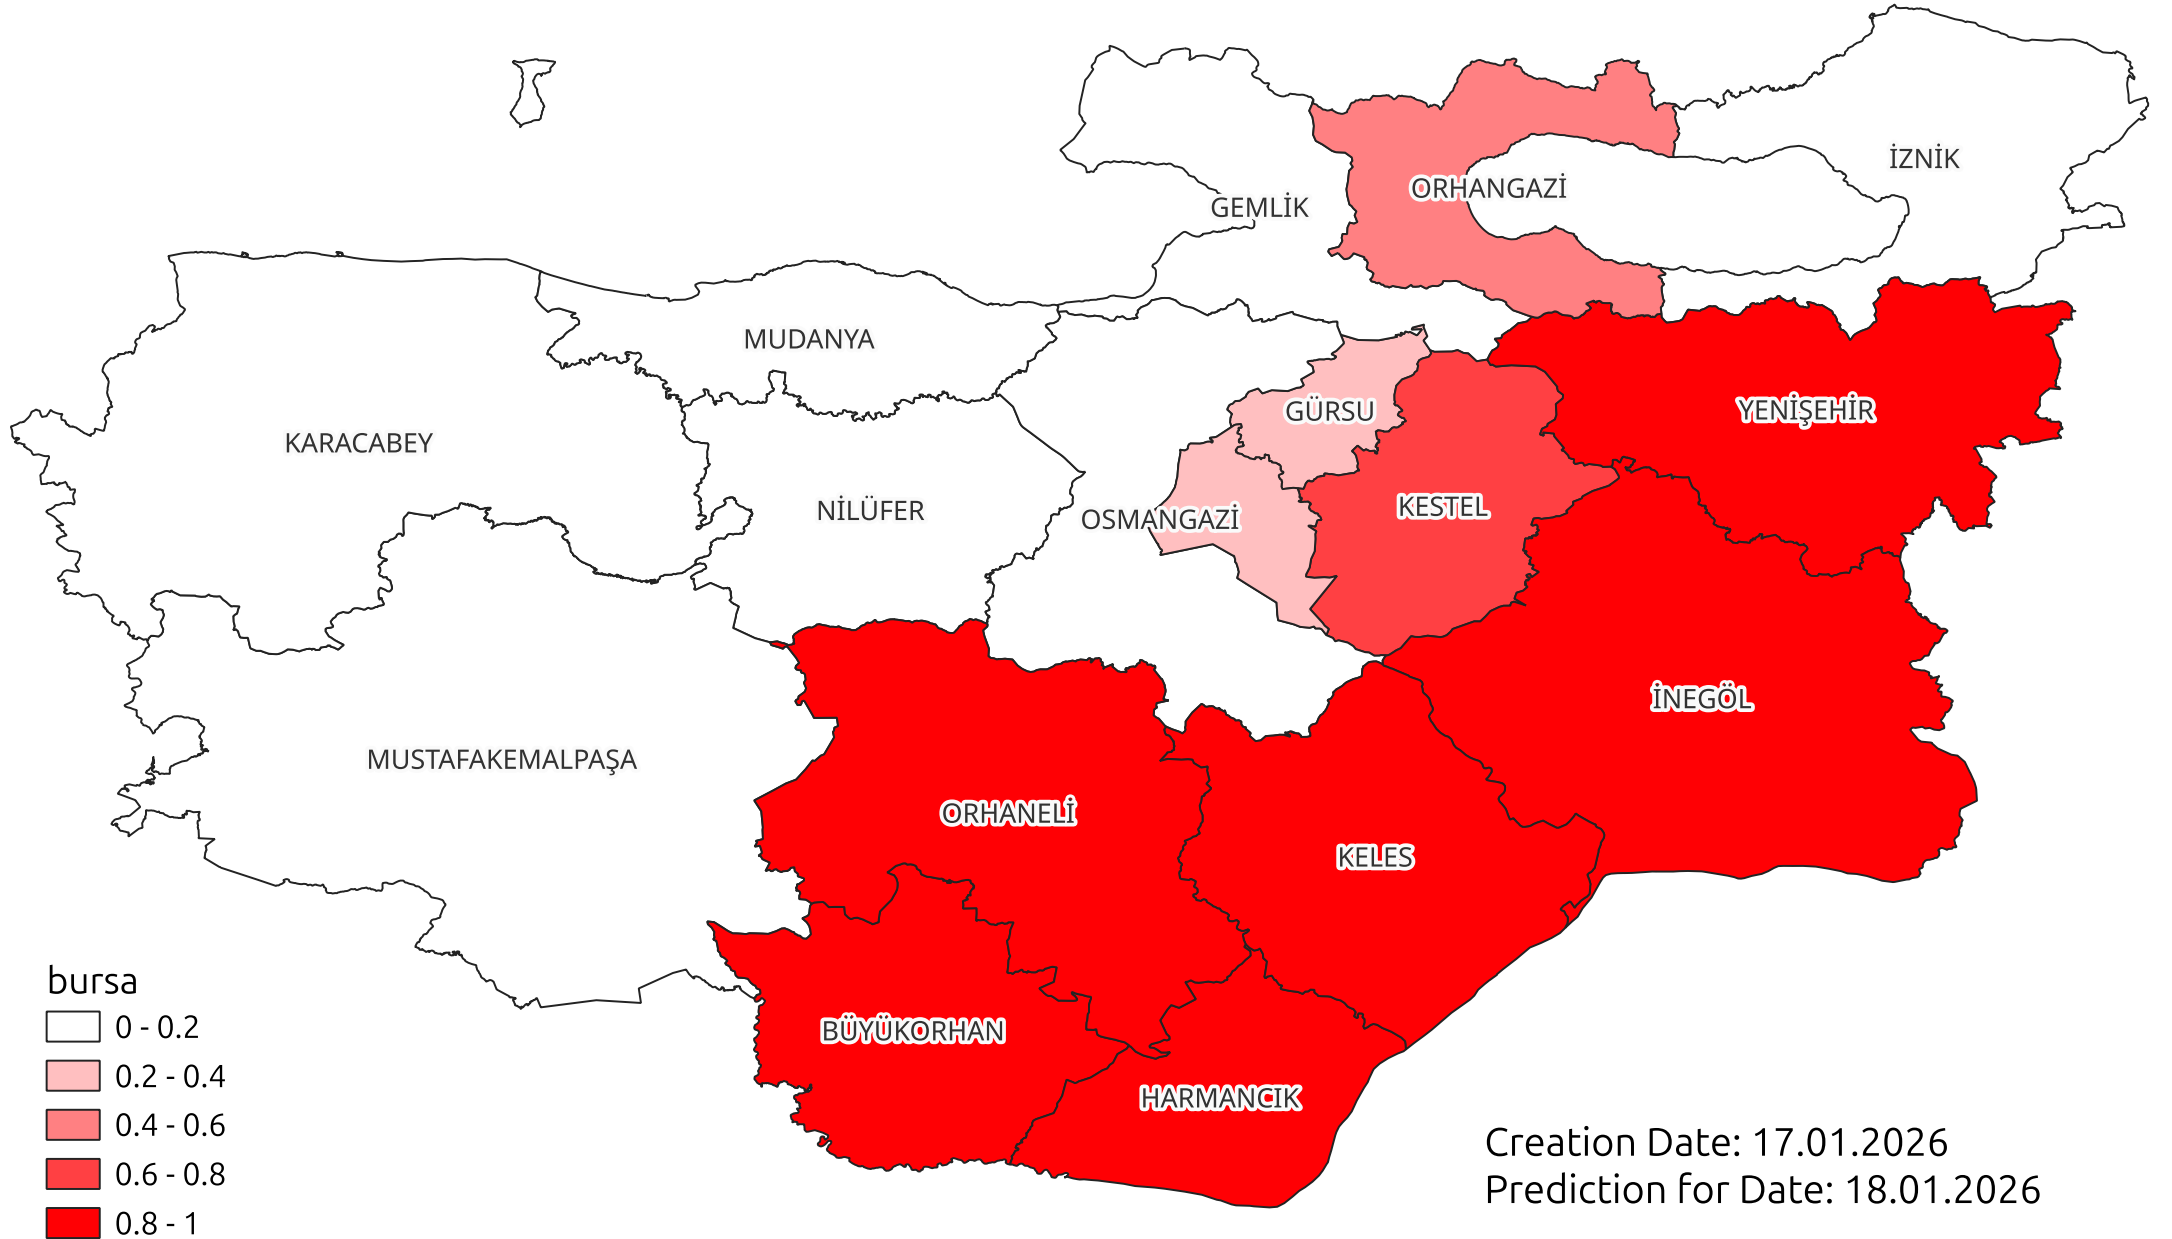 İZNİK
ORHANGAZİ
GEMLİK
MUDANYA
GÜRSU
YENİŞEHİR
KARACABEY
NİLÜFER
OSMANGAZİ
KESTEL
İNEGÖL
MUSTAFAKEMALPAŞA
ORHANELİ
KELES
BÜYÜKORHAN
HARMANCIK
bursa
0 - 0.2
0.2 - 0.4
0.4 - 0.6
0.6 - 0.8
0.8 - 1
Creation Date: 17.01.2026
Prediction for Date: 18.01.2026